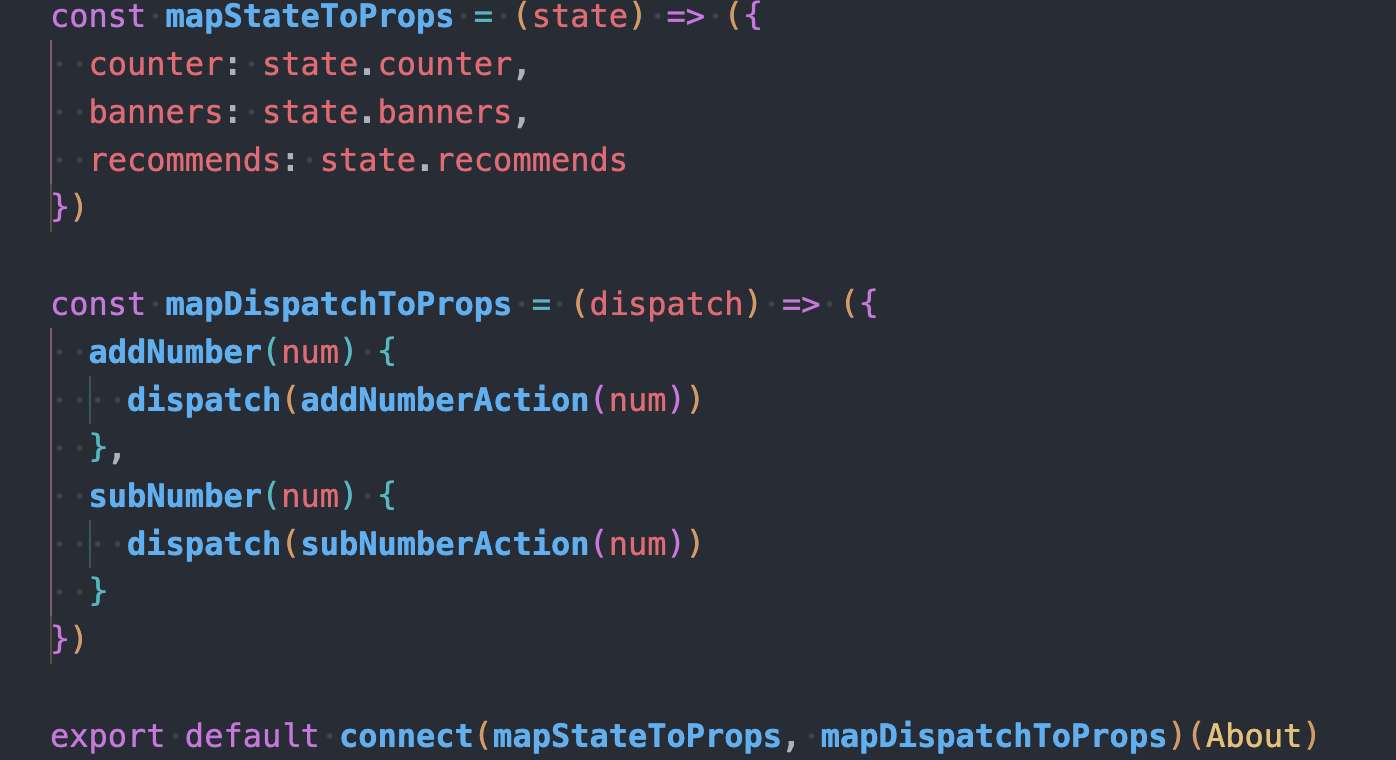 const mapStateToProps = (state) => ({
  counter: state.counter,
  banners: state.banners,
  recommends: state.recommends
})

const mapDispatchToProps = (dispatch) => ({
  addNumber(num) {
    dispatch(addNumberAction(num))
  },
  subNumber(num) {
    dispatch(subNumberAction(num))
  }
})

export default connect(mapStateToProps, mapDispatchToProps)(About)